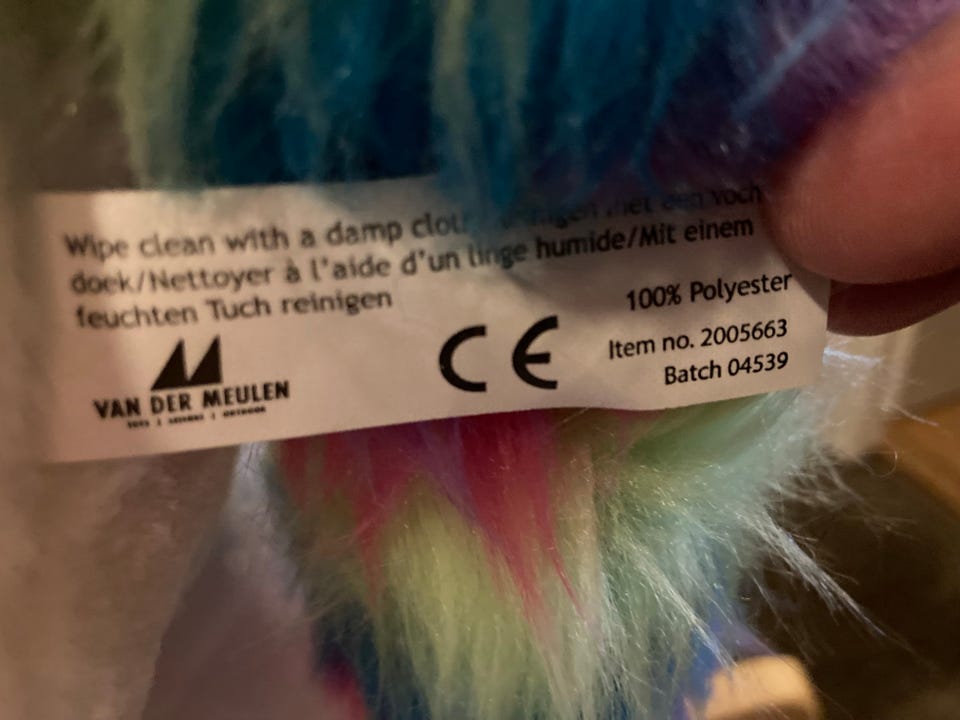 Wipe clean with a damp met een
doek/Nettoyer à l'aide d'un linge humide/Mit einem
feuchten Tuch reinigen
100% Polyester
Item no. 2005663
Batch 04539
CE
VAN DER MEULEN